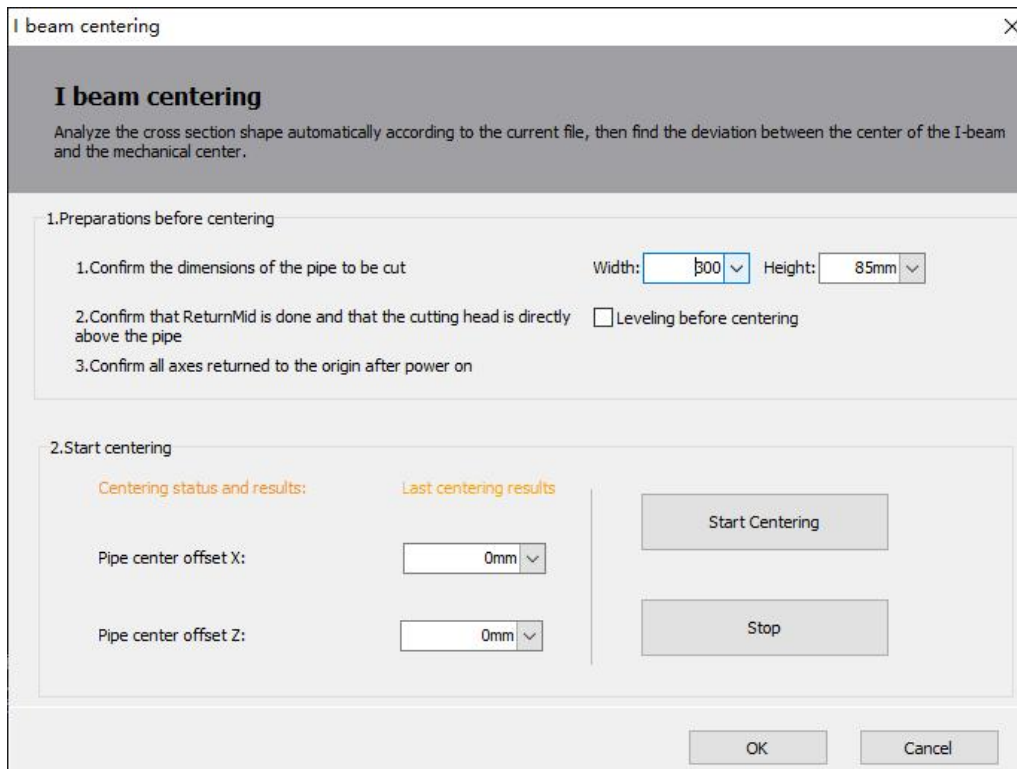 I beam centering
I beam centering
Analyze the cross section shape automatically according to the current file, then find the deviation between the center of the I-beam
and the mechanical center.
1.Preparations before centering
1.Confirm the dimensions of the pipe to be cut Width: 300 Height: 85mm
2.Confirm that ReturnMid is done and that the cutting head is directly
above the pipe
Leveling before centering
3.Confirm all axes returned to the origin after power on
2.Start centering
Centering status and results: Last centering results
Start Centering
Pipe center offset X: 0mm
Pipe center offset Z: 0mm
Stop
OK Cancel